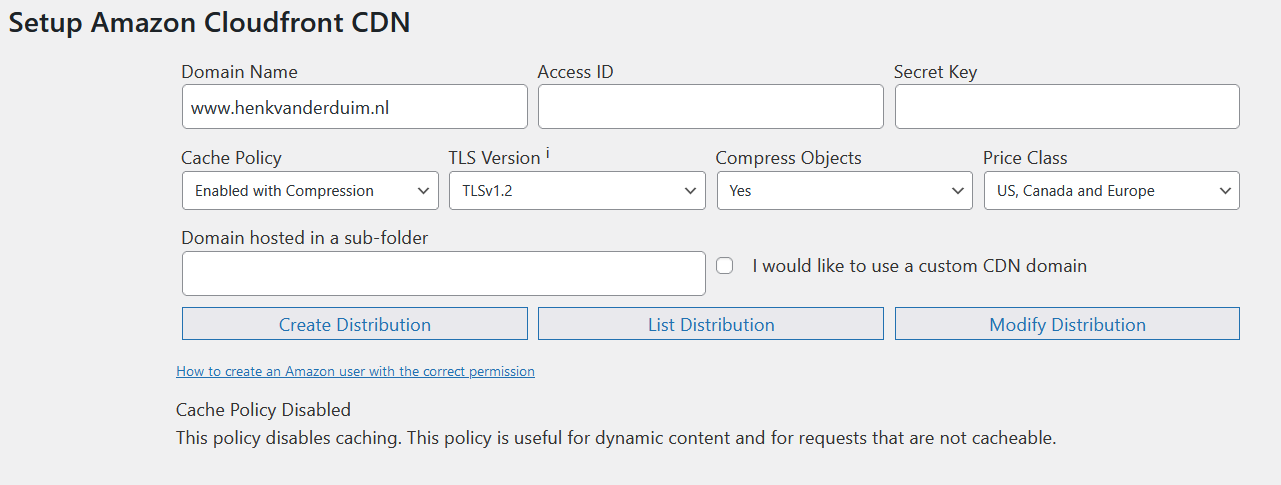 Setup Amazon Cloudfront CDN
Domain Name Access ID Secret Key
www.henkvanderduim.nl
Cache Policy TLS Version i Compress Objects Price Class
Enabled with Compression TLSv1.2 Yes US, Canada and Europe
Domain hosted in a sub-folder
I would like to use a custom CDN domain
Create Distribution List Distribution Modify Distribution
How to create an Amazon user with the correct permission
Cache Policy Disabled
This policy disables caching. This policy is useful for dynamic content and for requests that are not cacheable.